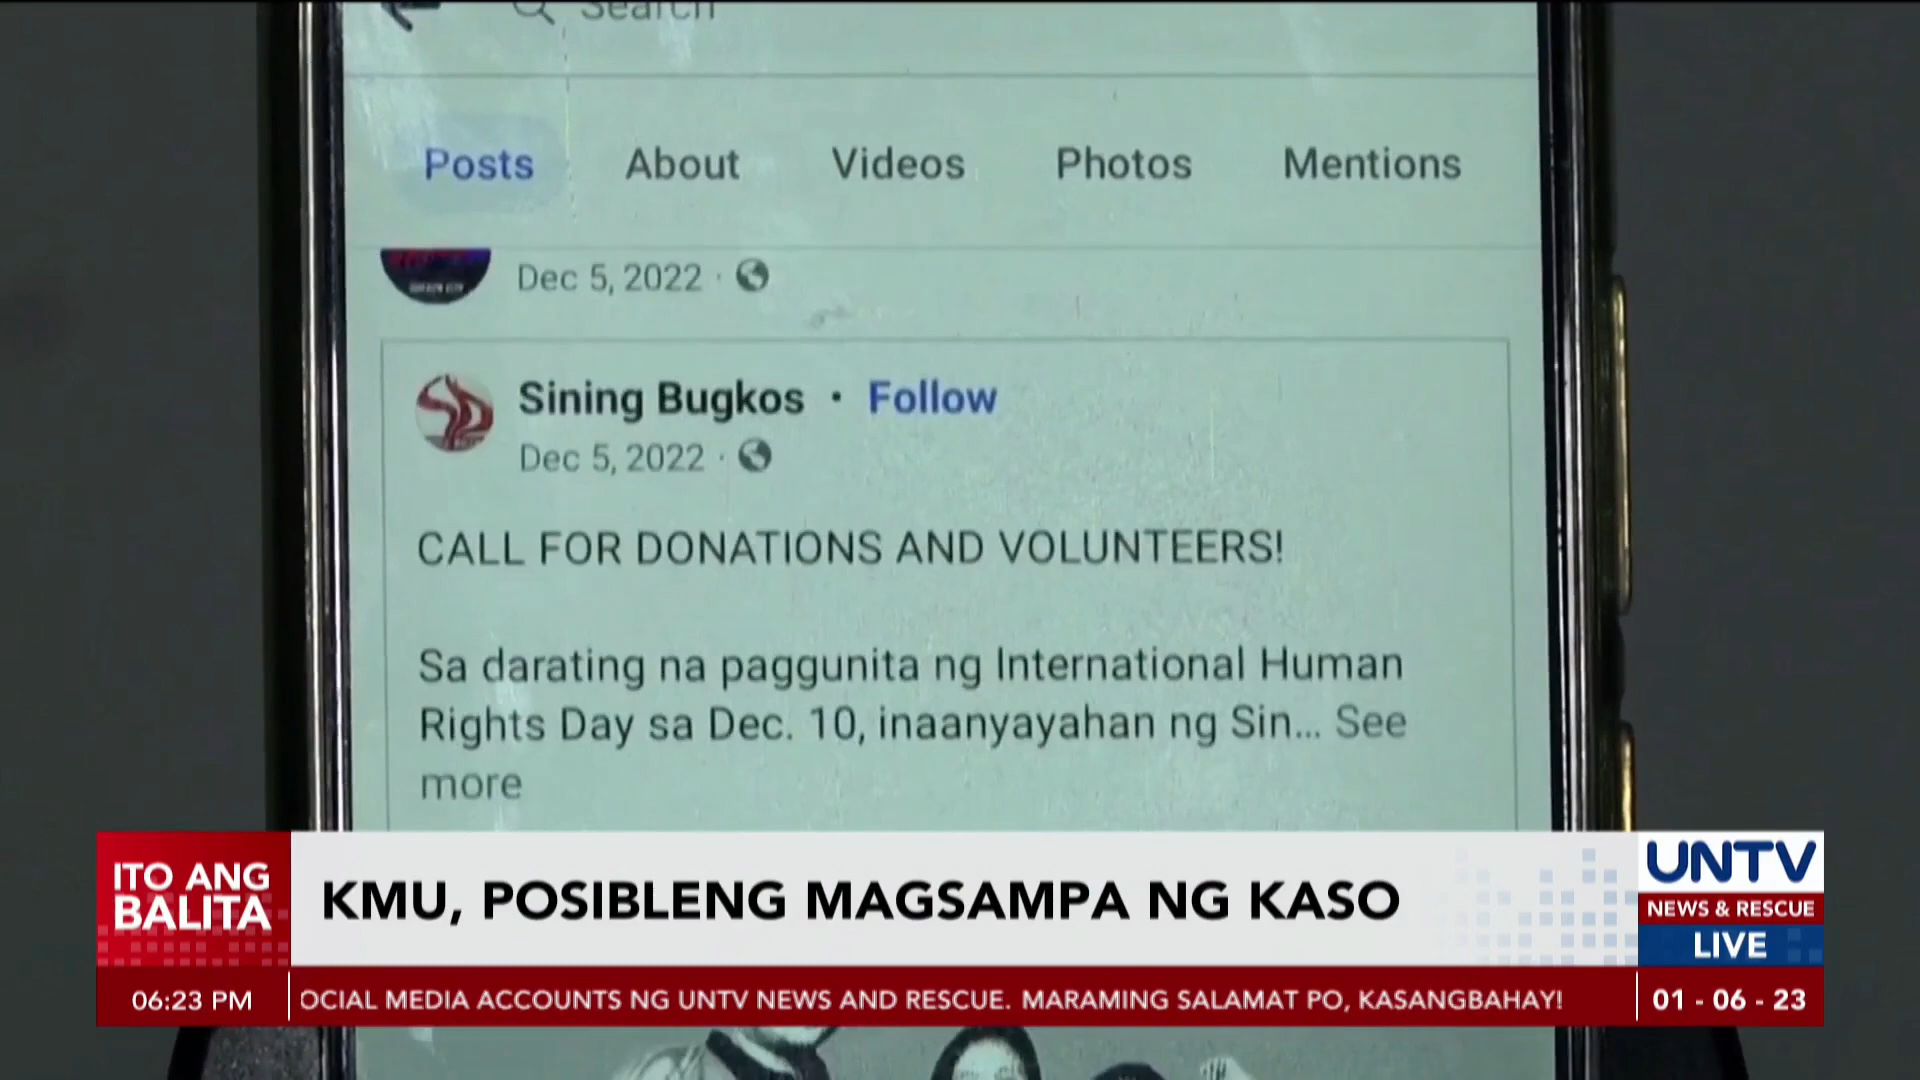 Search
Posts About Videos Photos Mentions
Dec 5, 2022 ·
Sining Bugkos • Follow
Dec 5, 2022 ·
CALL FOR DONATIONS AND VOLUNTEERS!
Sa darating na paggunita ng International Human
Rights Day sa Dec. 10, inaanyayahan ng Sin... See
more
ITO ANG
BALITA
KMU, POSIBLENG MAGSAMPA NG KASO
UNTV
NEWS & RESCUE
LIVE
06:23 PM
OCIAL MEDIA ACCOUNTS NG UNTV NEWS AND RESCUE. MARAMING SALAMAT PO, KASANGBAHAY!
01 - 06 - 23